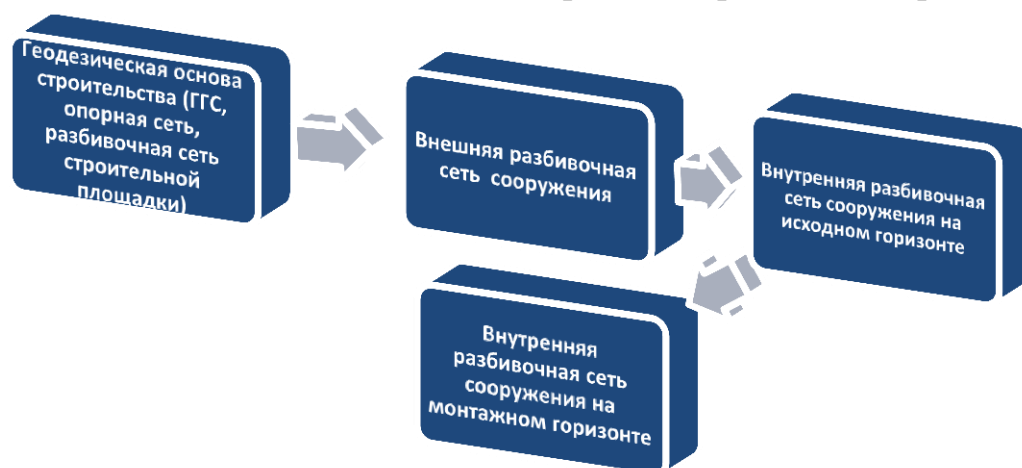 Геодезическая основа
строительства (ГГС,
опорная сеть,
разбивочная сеть
строительной
площадки)
Внешняя разбивочная
сеть сооружения
Внутренняя разбивочная
сеть сооружения на
исходном горизонте
Внутренняя
разбивочная сеть
сооружения на
монтажном горизонте